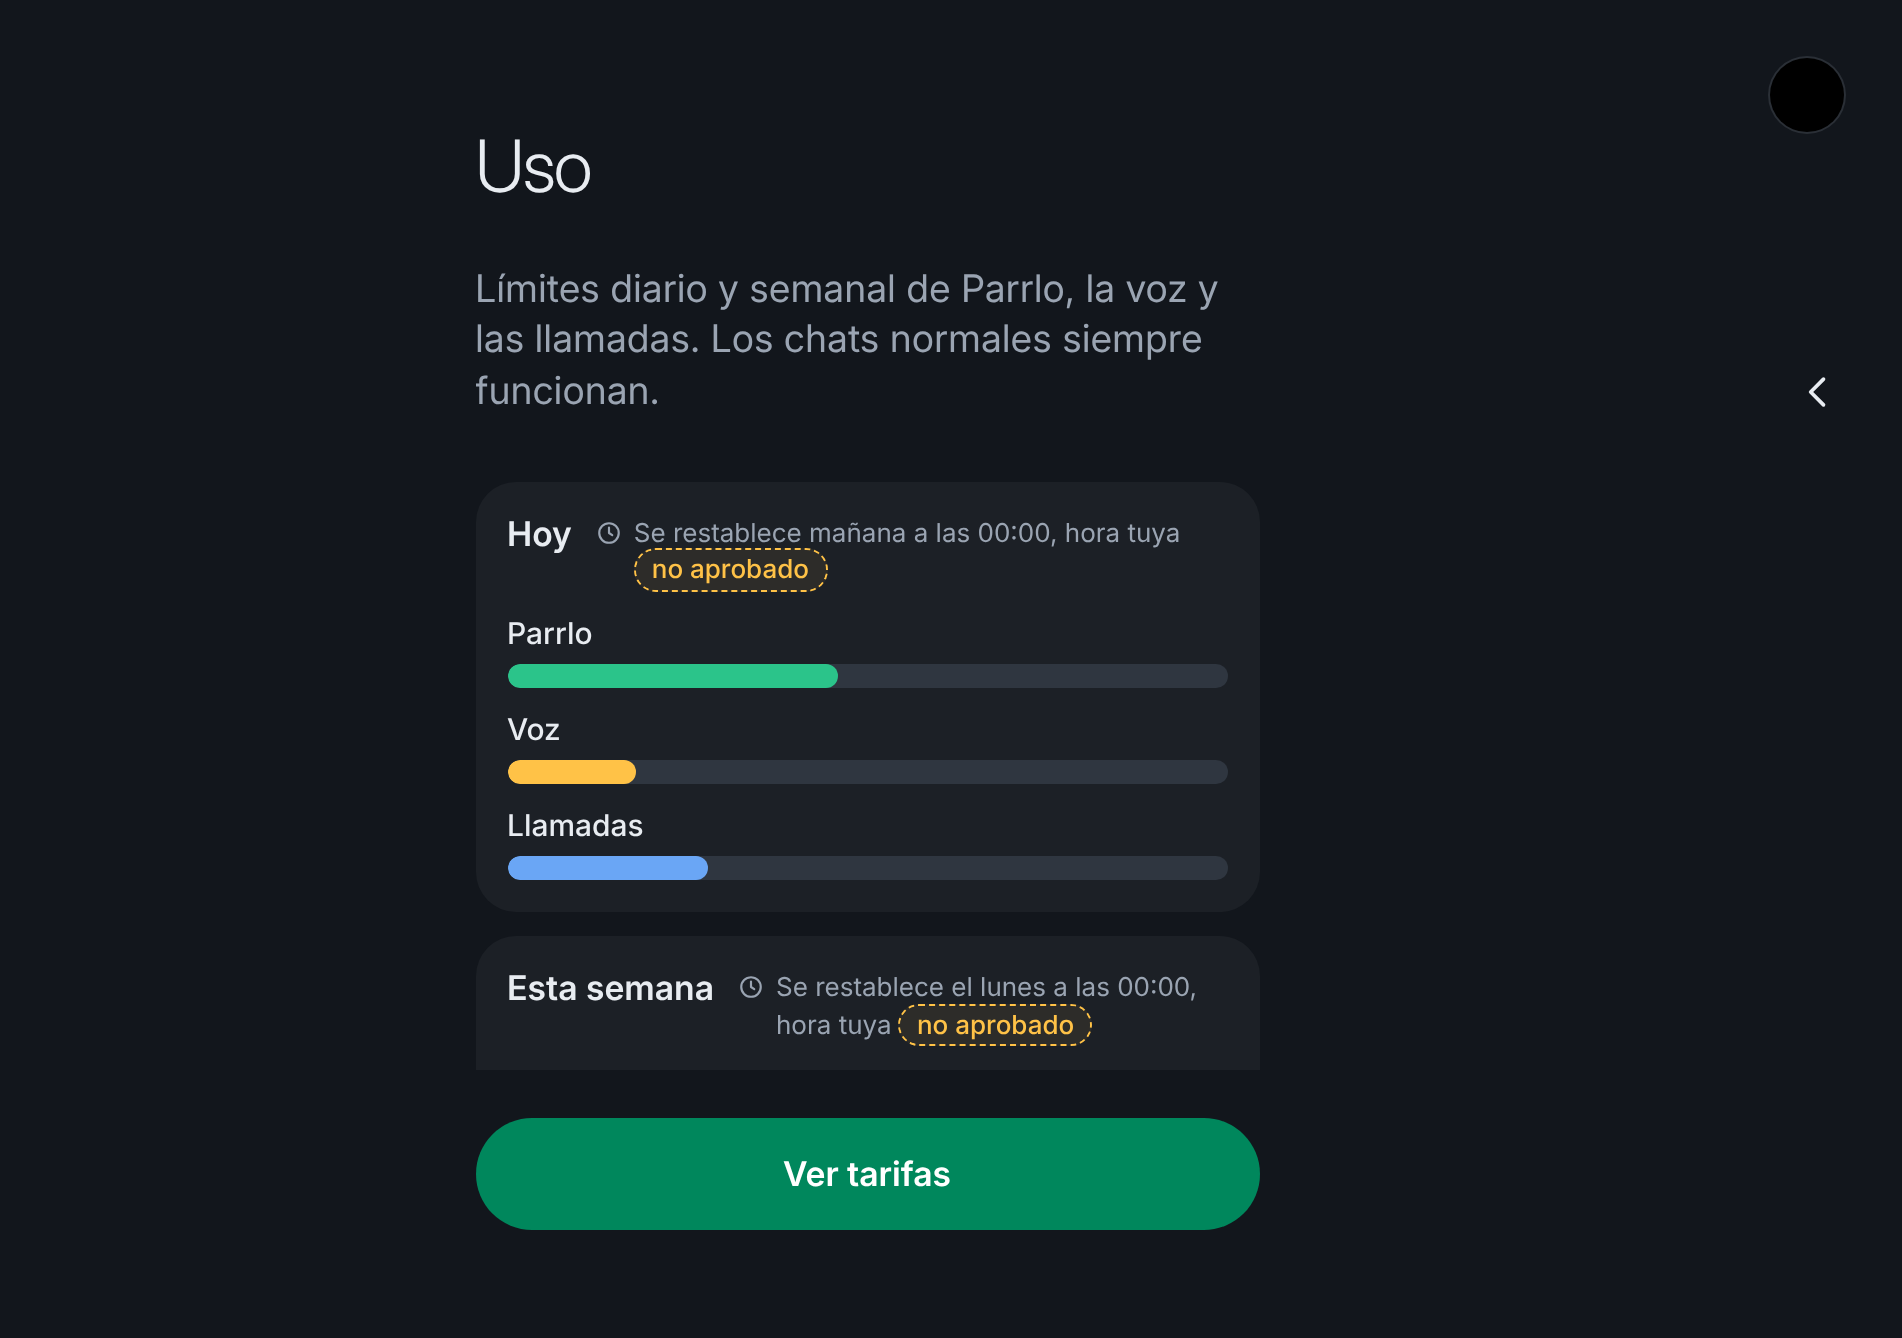 Uso
Límites diario y semanal de Parrlo, la voz y
las llamadas. Los chats normales siempre
funcionan.
Hoy Se restablece mañana a las 00:00, hora tuya
no aprobado
Parrlo
Voz
Llamadas
Esta semana Se restablece el lunes a las 00:00,
hora tuya no aprobado
Ver tarifas